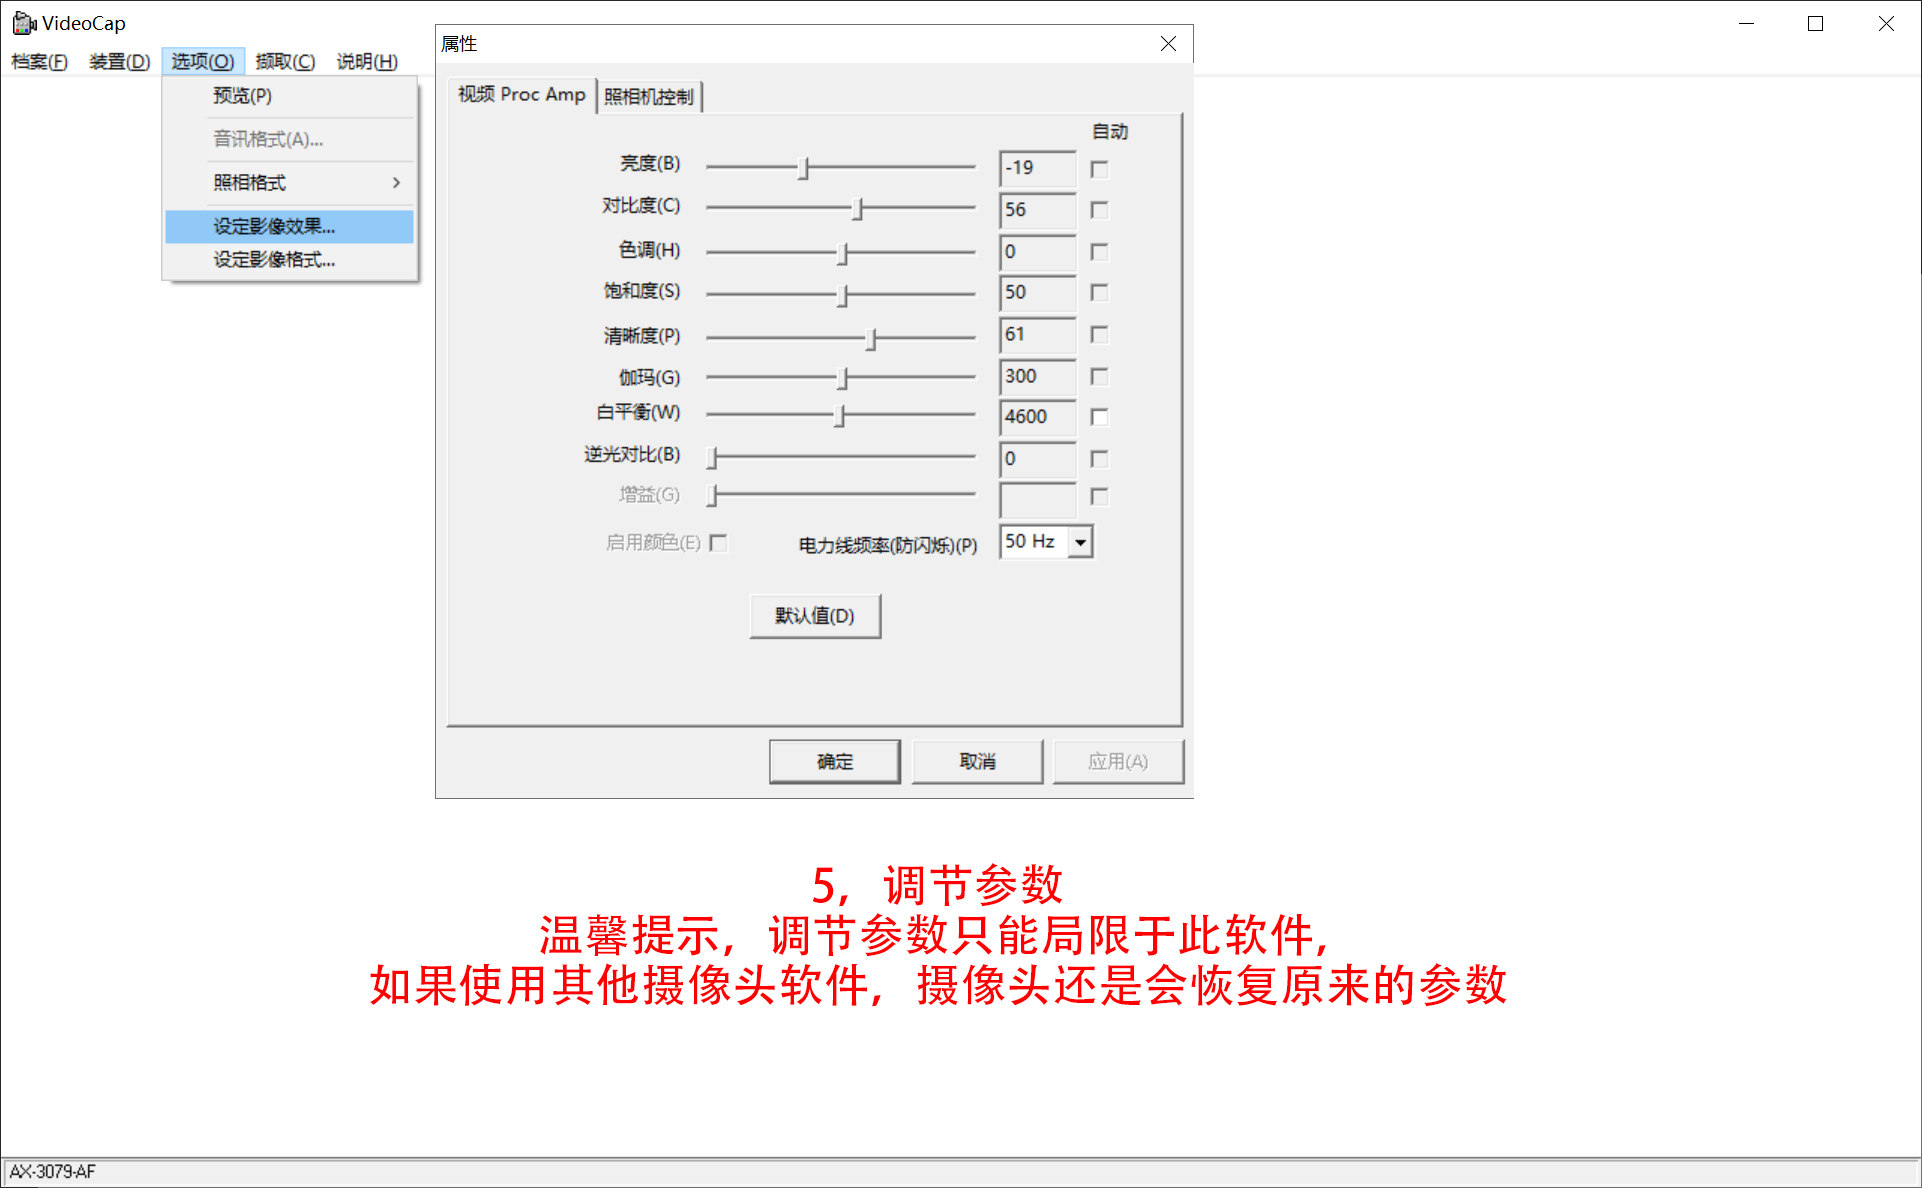 VideoCap
档案(F) 装置(D) 选项(O) 撷取(C) 说明(H)
预览(P)
音讯格式(A)...
照相格式
设定影像效果...
设定影像格式...
属性
视频 Proc Amp 照相机控制
自动
亮度(B) -19
对比度(C) 56
色调(H) 0
饱和度(S) 50
清晰度(P) 61
伽玛(G) 300
白平衡(W) 4600
逆光对比(B) 0
增益(G)
启用颜色(E) 电力线频率(防闪烁)(P) 50 Hz
默认值(D)
确定 取消 应用(A)
5，调节参数
温馨提示，调节参数只能局限于此软件，
如果使用其他摄像头软件，摄像头还是会恢复原来的参数
AX-3079-AF